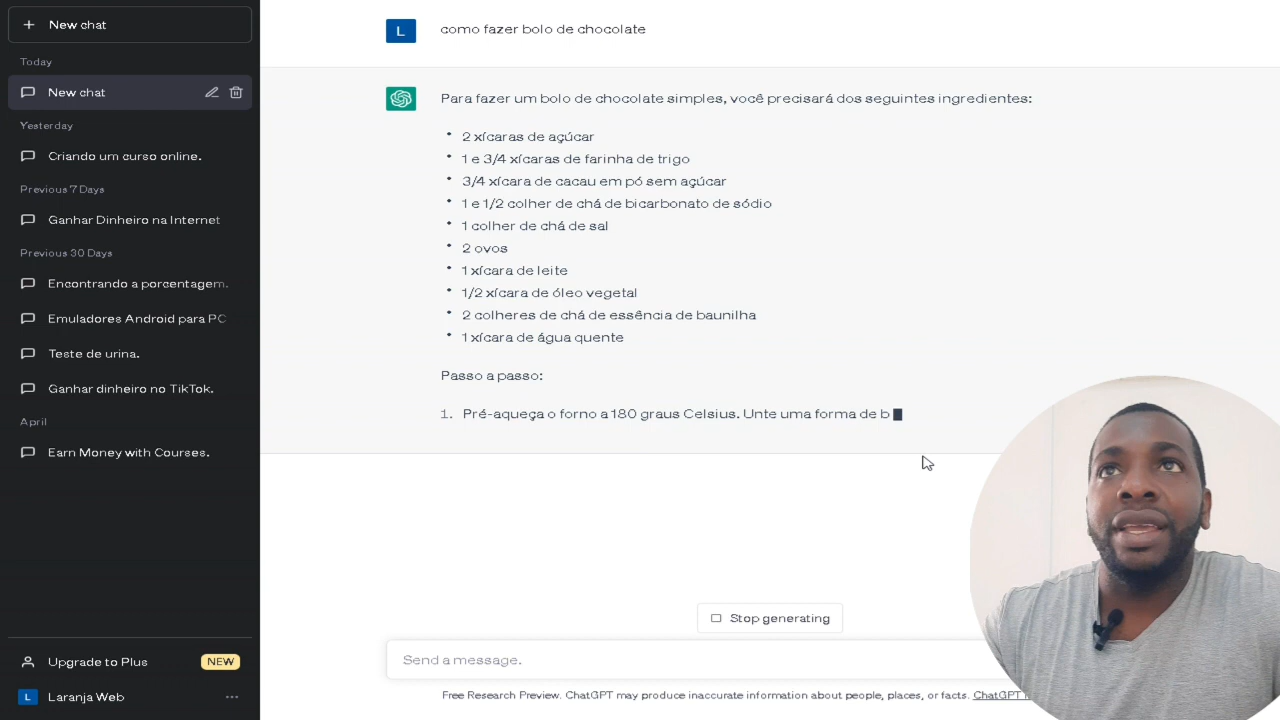 New chat
Today
New chat
Yesterday
Criando um curso online.
Previous 7 Days
Ganhar Dinheiro na Internet
Previous 30 Days
Encontrando a porcentagem.
Emuladores Android para PC
Teste de urina.
Ganhar dinheiro no TikTok.
April
Earn Money with Courses.
Upgrade to Plus NEW
L Laranja Web
L como fazer bolo de chocolate
Para fazer um bolo de chocolate simples, você precisará dos seguintes ingredientes:
• 2 xícaras de açúcar
• 1 e 3/4 xícaras de farinha de trigo
• 3/4 xícara de cacau em pó sem açúcar
• 1 e 1/2 colher de chá de bicarbonato de sódio
• 1 colher de chá de sal
• 2 ovos
• 1 xícara de leite
• 1/2 xícara de óleo vegetal
• 2 colheres de chá de essência de baunilha
• 1 xícara de água quente
Passo a passo:
1. Pré-aqueça o forno a 180 graus Celsius. Unte uma forma de b
Stop generating
Send a message.
Free Research Preview. ChatGPT may produce inaccurate information about people, places, or facts. ChatGPT